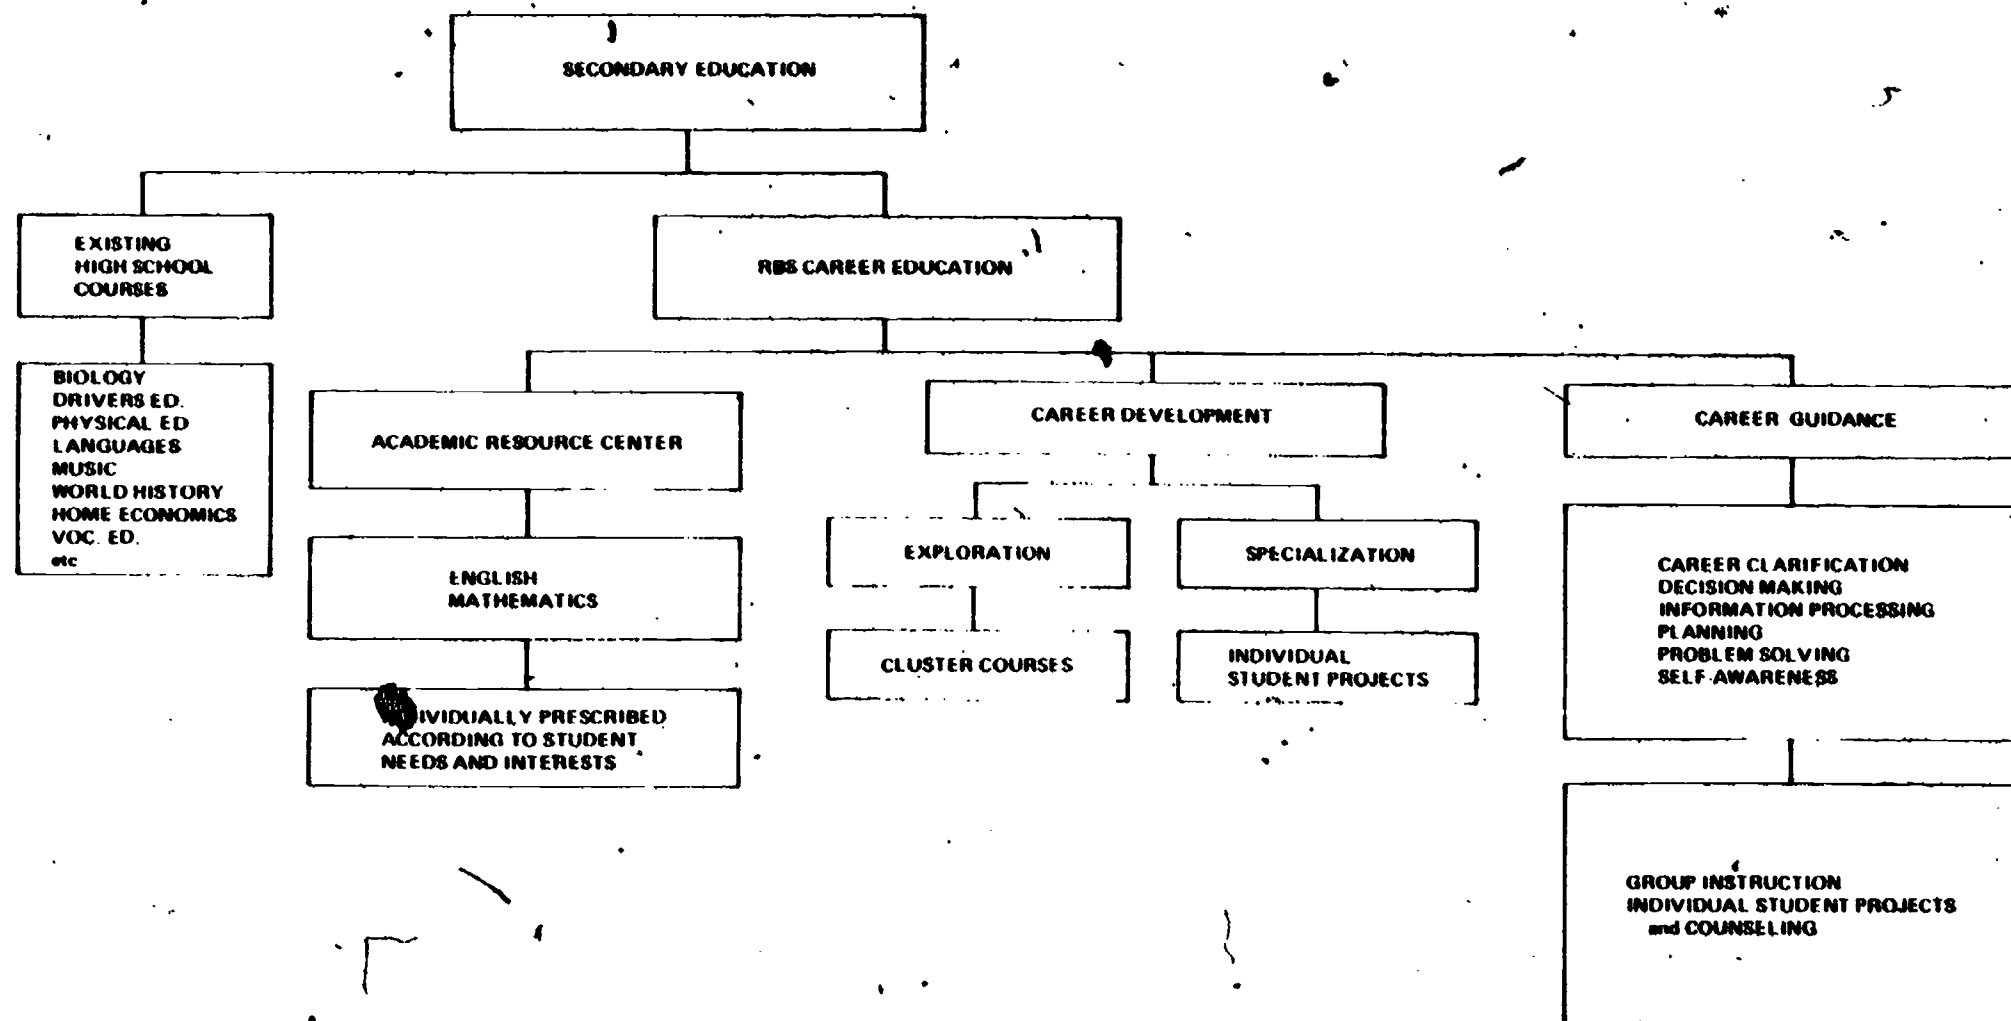 SECONDARY EDUCATION
EXISTING
HIGH SCHOOL
COURSES
RBS CAREER EDUCATION
BIOLOGY
DRIVERS ED.
PHYSICAL ED
LANGUAGES
MUSIC
WORLD HISTORY
HOME ECONOMICS
VOC. ED.
etc
ACADEMIC RESOURCE CENTER
ENGLISH
MATHEMATICS
PRESCRIBED
ACCORDING TO STUDENT
NEEDS AND INTERESTS
CAREER DEVELOPMENT
EXPLORATION
CLUSTER COURSES
SPECIALIZATION
INDIVIDUAL
STUDENT PROJECTS
CAREER GUIDANCE
CAREER CLARIFICATION
DECISION MAKING
INFORMATION PROCESSING
PLANNING
PROBLEM SOLVING
SELF-AWARENESS
GROUP INSTRUCTION
INDIVIDUAL STUDENT PROJECTS
and COUNSELING